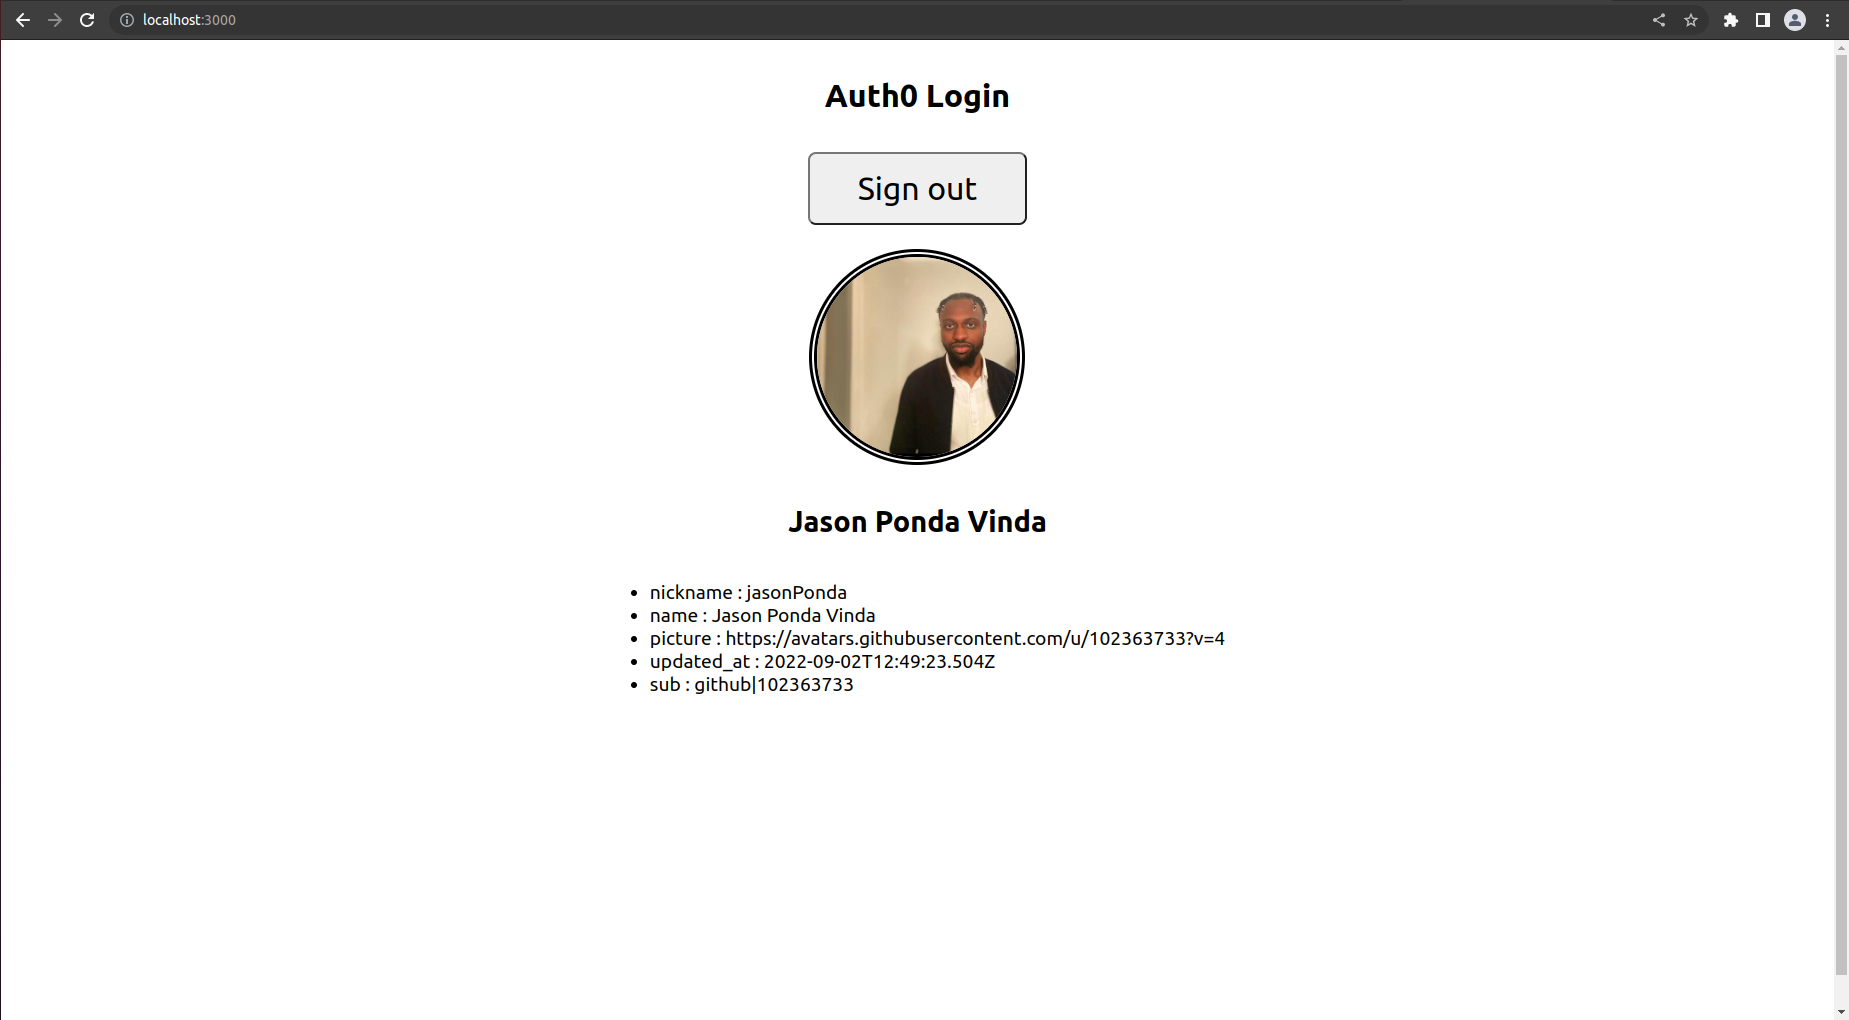 localhost:3000
Auth0 Login
Sign out
Jason Ponda Vinda
nickname : jasonPonda
name : Jason Ponda Vinda
picture : https://avatars.githubusercontent.com/u/102363733?v=4
updated_at : 2022-09-02T12:49:23.504Z
sub : github|102363733